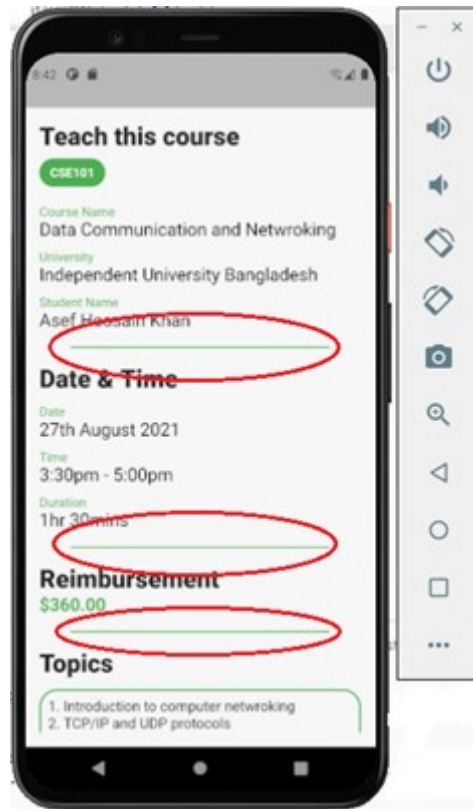 8:42
Teach this course
CSE101
Course Name
Data Communication and Netwroking
University
Independent University Bangladesh
Student Name
Asef Hossain Khan
Date & Time
Date
27th August 2021
Time
3:30pm - 5:00pm
Duration
1hr 30mins
Reimbursement
$360.00
Topics
1. Introduction to computer netwroking
2. TCP/IP and UDP protocols